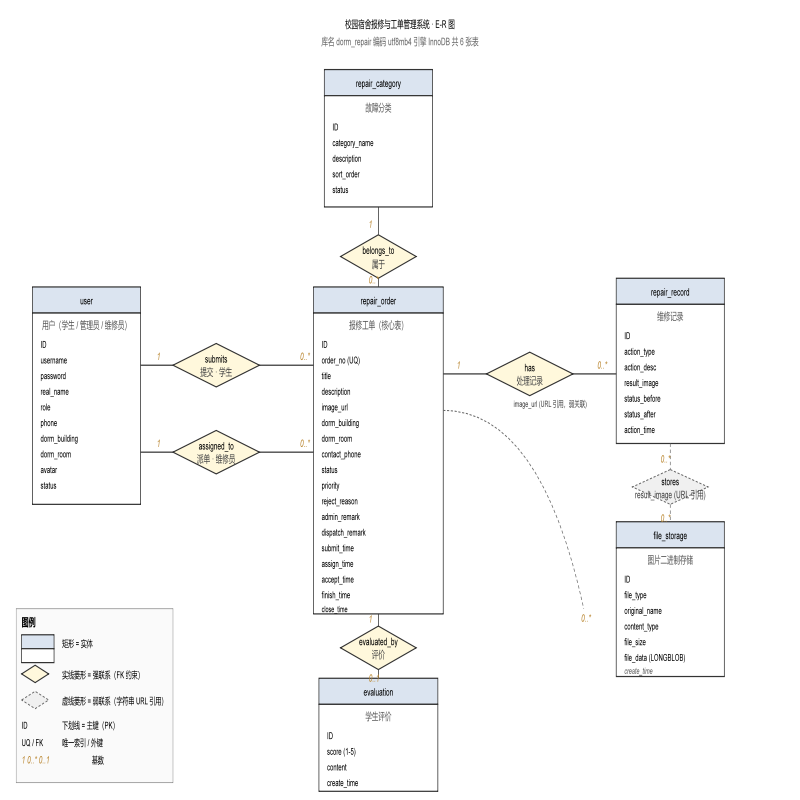 校园宿舍报修与工单管理系统 · E-R 图
库名 dorm_repair 编码 utf8mb4 引擎 InnoDB 共 6 张表
repair_category
故障分类
ID
category_name
description
sort_order
status
1
belongs_to
属于
0..
user
用户（学生 / 管理员 / 维修员）
ID
username
password
real_name
role
phone
dorm_building
dorm_room
avatar
status
1
submits
提交 · 学生
0..*
1
assigned_to
派单 · 维修员
0..*
repair_order
报修工单（核心表）
ID
order_no (UQ)
title
description
image_url
dorm_building
dorm_room
contact_phone
status
priority
reject_reason
admin_remark
dispatch_remark
submit_time
assign_time
accept_time
finish_time
close_time
1
has
处理记录
0..*
image_url (URL 引用，弱关联)
repair_record
维修记录
ID
action_type
action_desc
result_image
status_before
status_after
action_time
0..
stores
result_image (URL 引用)
0..
file_storage
图片二进制存储
ID
file_type
original_name
content_type
file_size
file_data (LONGBLOB)
create_time
0..*
1
evaluated_by
评价
0..1
evaluation
学生评价
ID
score (1-5)
content
create_time
图例
矩形 = 实体
实线菱形 = 强联系（FK 约束）
虚线菱形 = 弱联系（字符串 URL 引用）
ID 下划线 = 主键（PK）
UQ / FK 唯一索引 / 外键
1 0..* 0..1 基数